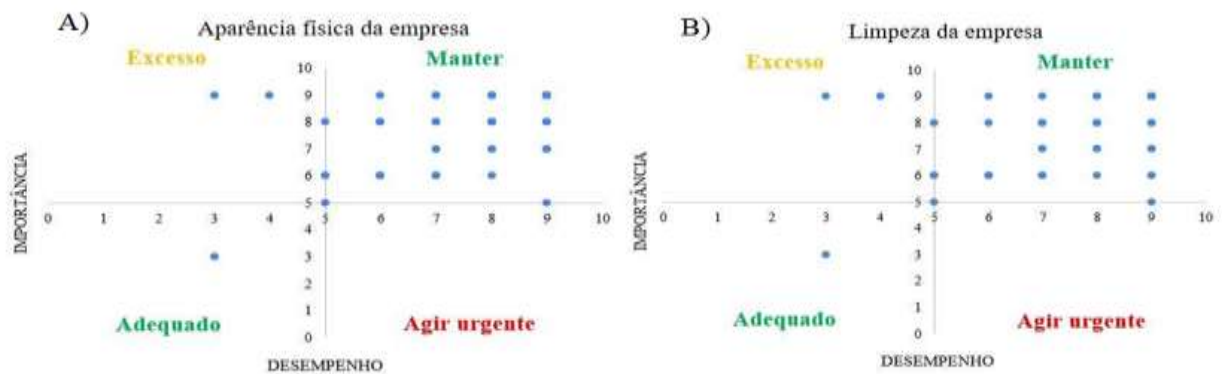 A)
Aparência física da empresa
Excesso
Manter
10
9
8
7
6
5
4
3
2
1
0
0 1 2 3 4 5 6 7 8 9 10
IMPORTÂNCIA
Adequado
Agir urgente
DESEMPENHO
B)
Limpeza da empresa
Excesso
Manter
10
9
8
7
6
5
4
3
2
1
0
0 1 2 3 4 5 6 7 8 9 10
IMPORTÂNCIA
Adequado
Agir urgente
DESEMPENHO